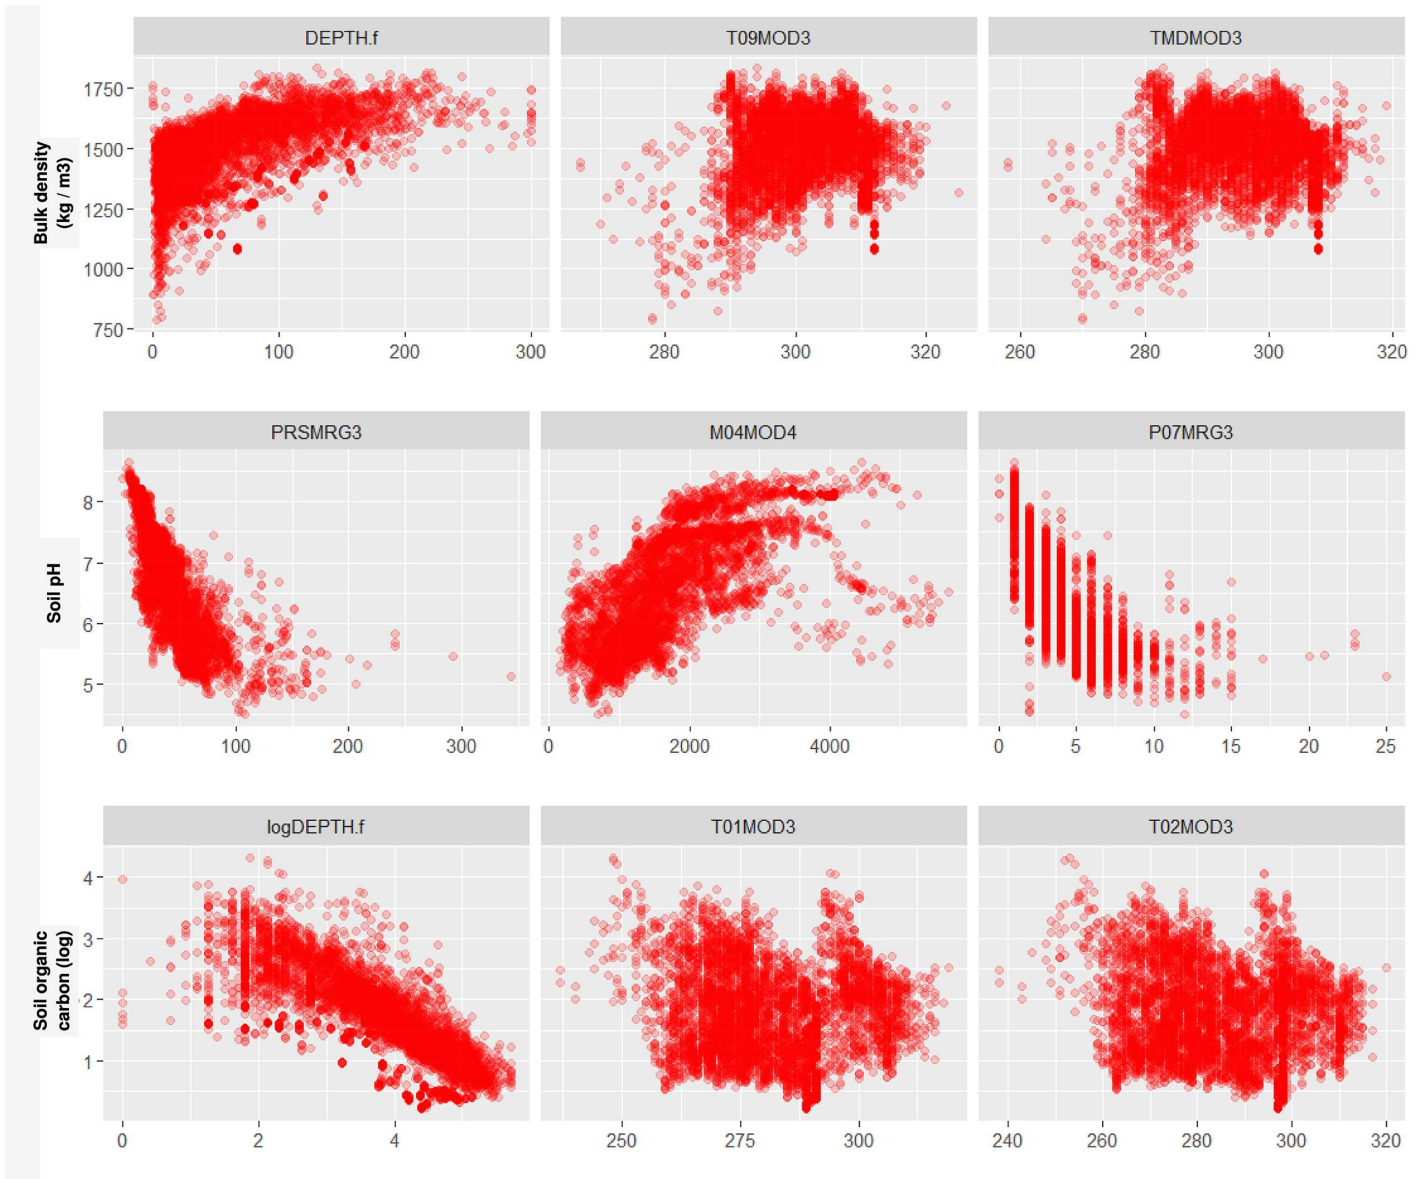 DEPTH.f T09MOD3 TMDMOD3
Bulk density
(kg / m3)
1750
1500
1250
1000
750
0 100 200 300 280 300 320 260 280 300 320
PRSMRG3 M04MOD4 P07MRG3
Soil pH
8
7
6
5
0 100 200 300 0 2000 4000 0 5 10 15 20 25
logDEPTH.f T01MOD3 T02MOD3
Soil organic
carbon (log)
4
3
2
1
0 2 4 250 275 300 240 260 280 300 320